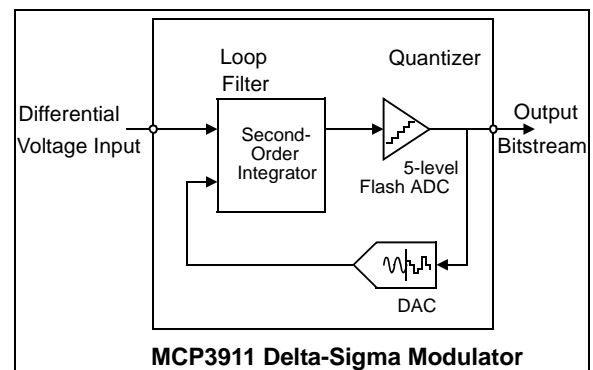 Loop
Filter
Quantizer
Differential
Voltage Input
Second-
Order
Integrator
Output
Bitstream
5-level
Flash ADC
DAC
MCP3911 Delta-Sigma Modulator